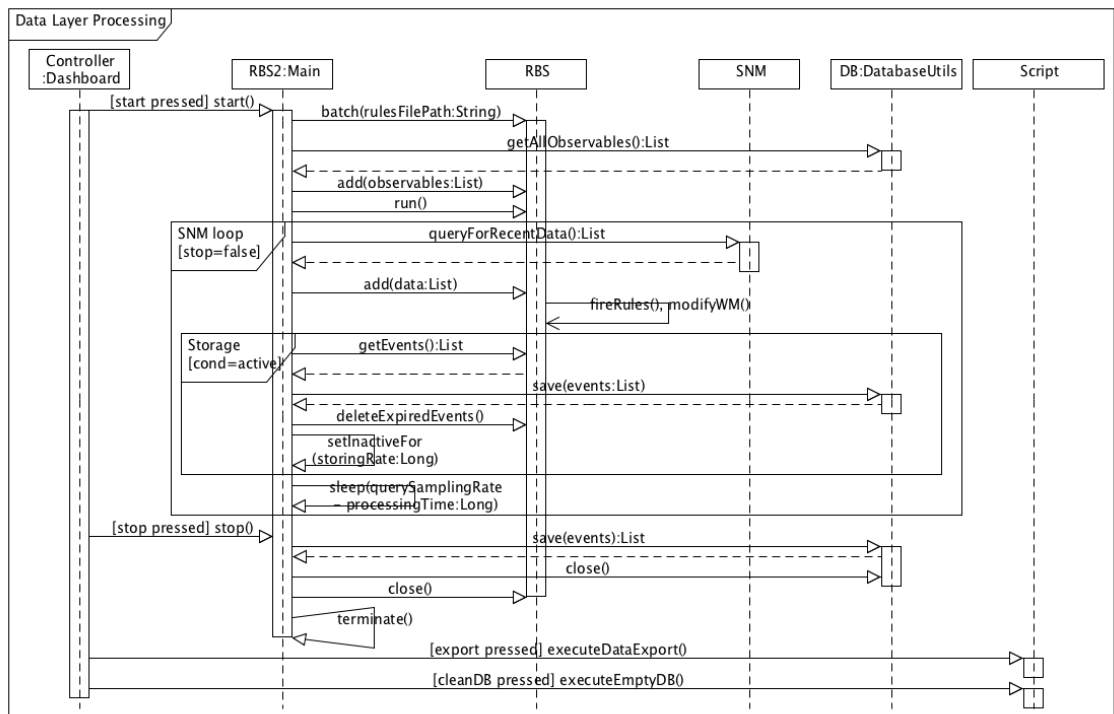 Data Layer Processing
Controller
:Dashboard
RBS2:Main
RBS
SNM
DB:DatabaseUtils
Script
[start pressed] start()
batch(rulesFilePath:String)
getAllObservables():List
add(observables:List)
run()
SNM loop
[stop=false]
queryForRecentData():List
add(data:List)
fireRules(), modifyWM()
Storage
[cond=active]
getEvents():List
save(events:List)
deleteExpiredEvents()
setInactiveFor
(storingRate:Long)
sleep(querySamplingRate
- processingTime:Long)
[stop pressed] stop()
save(events):List
close()
close()
terminate()
[export pressed] executeDataExport()
[cleanDB pressed] executeEmptyDB()